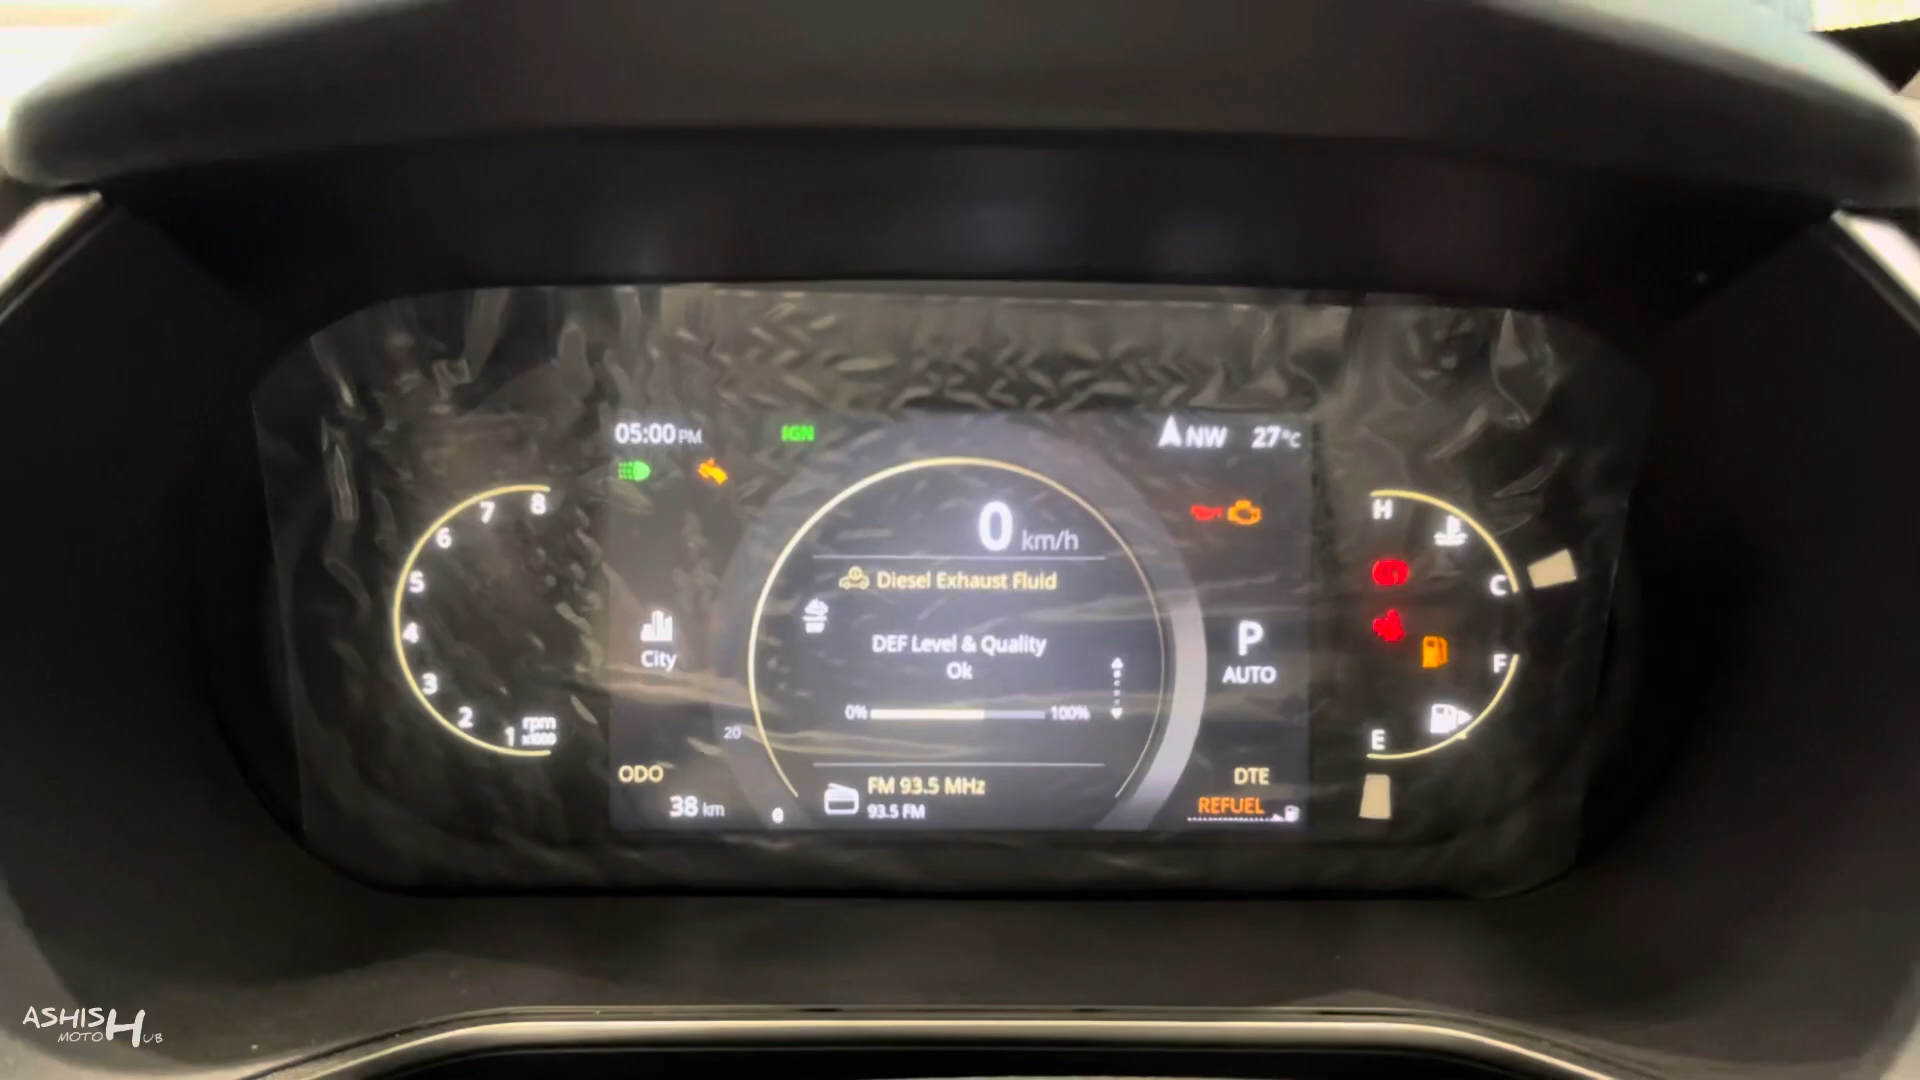 05:00 PM
IGN
NW 27°C
8
7
6
5
4
3
2
1 rpm
x1000
0 km/h
Diesel Exhaust Fluid
DEF Level & Quality
Ok
0% 100%
City
20
0
ODO
38 km
FM 93.5 MHz
93.5 FM
P
AUTO
DTE
REFUEL
H
C
F
E
ASHISH
MOTO HUB